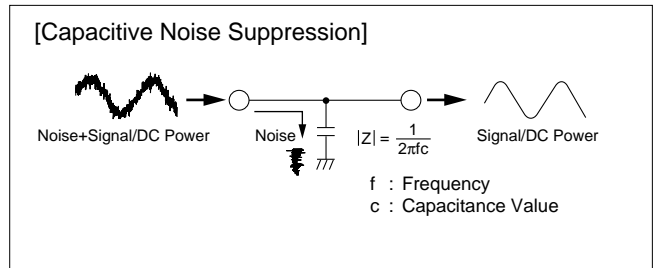 [Capacitive Noise Suppression]
Noise+Signal/DC Power
Noise
|Z| = 1/2πfc
Signal/DC Power
f : Frequency
c : Capacitance Value